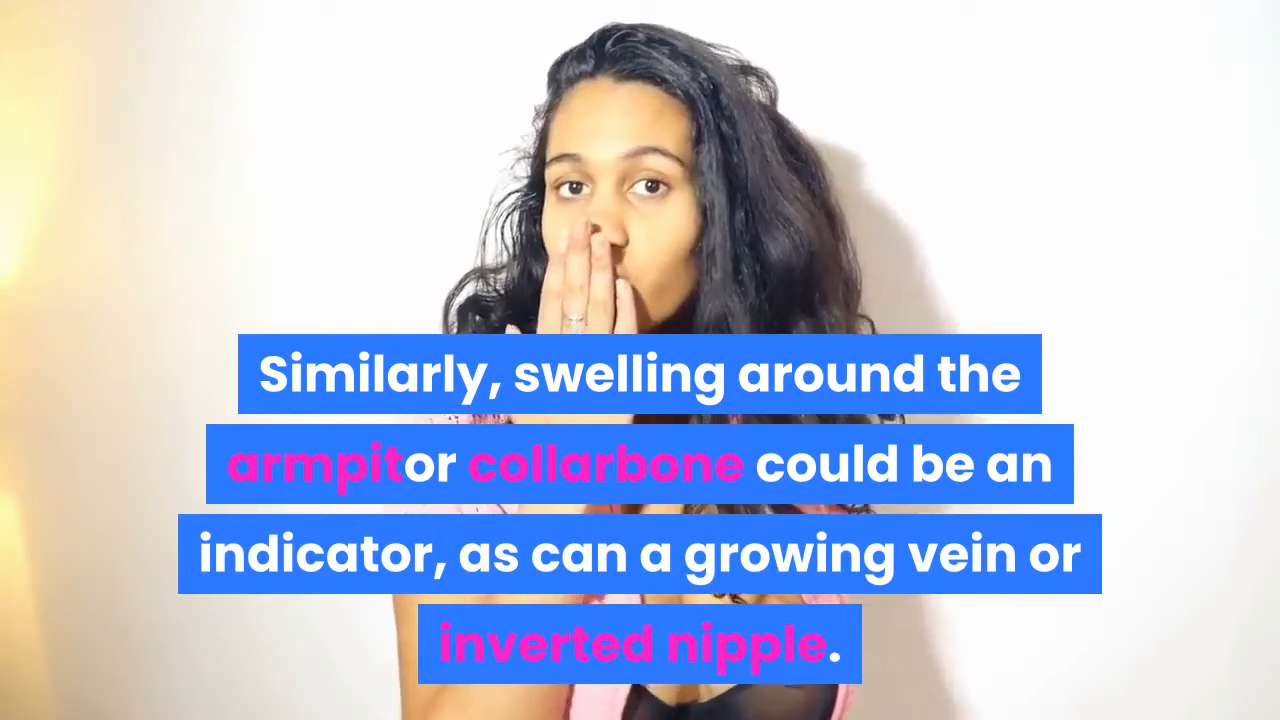 Similarly, swelling around the
armpitor collarbone could be an
indicator, as can a growing vein or
inverted nipple.